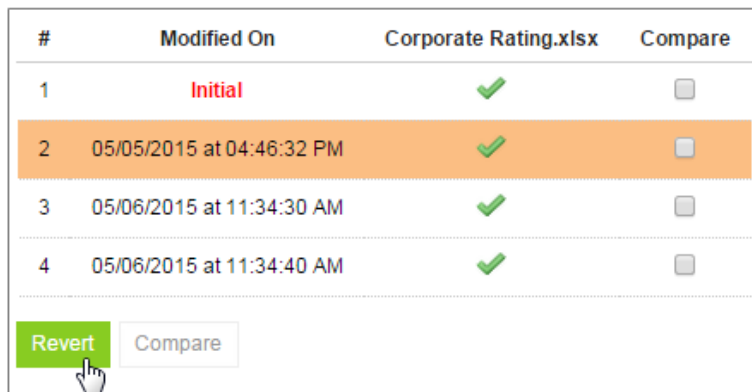 # Modified On Corporate Rating.xlsx Compare
1 Initial
2 05/05/2015 at 04:46:32 PM
3 05/06/2015 at 11:34:30 AM
4 05/06/2015 at 11:34:40 AM
Revert Compare